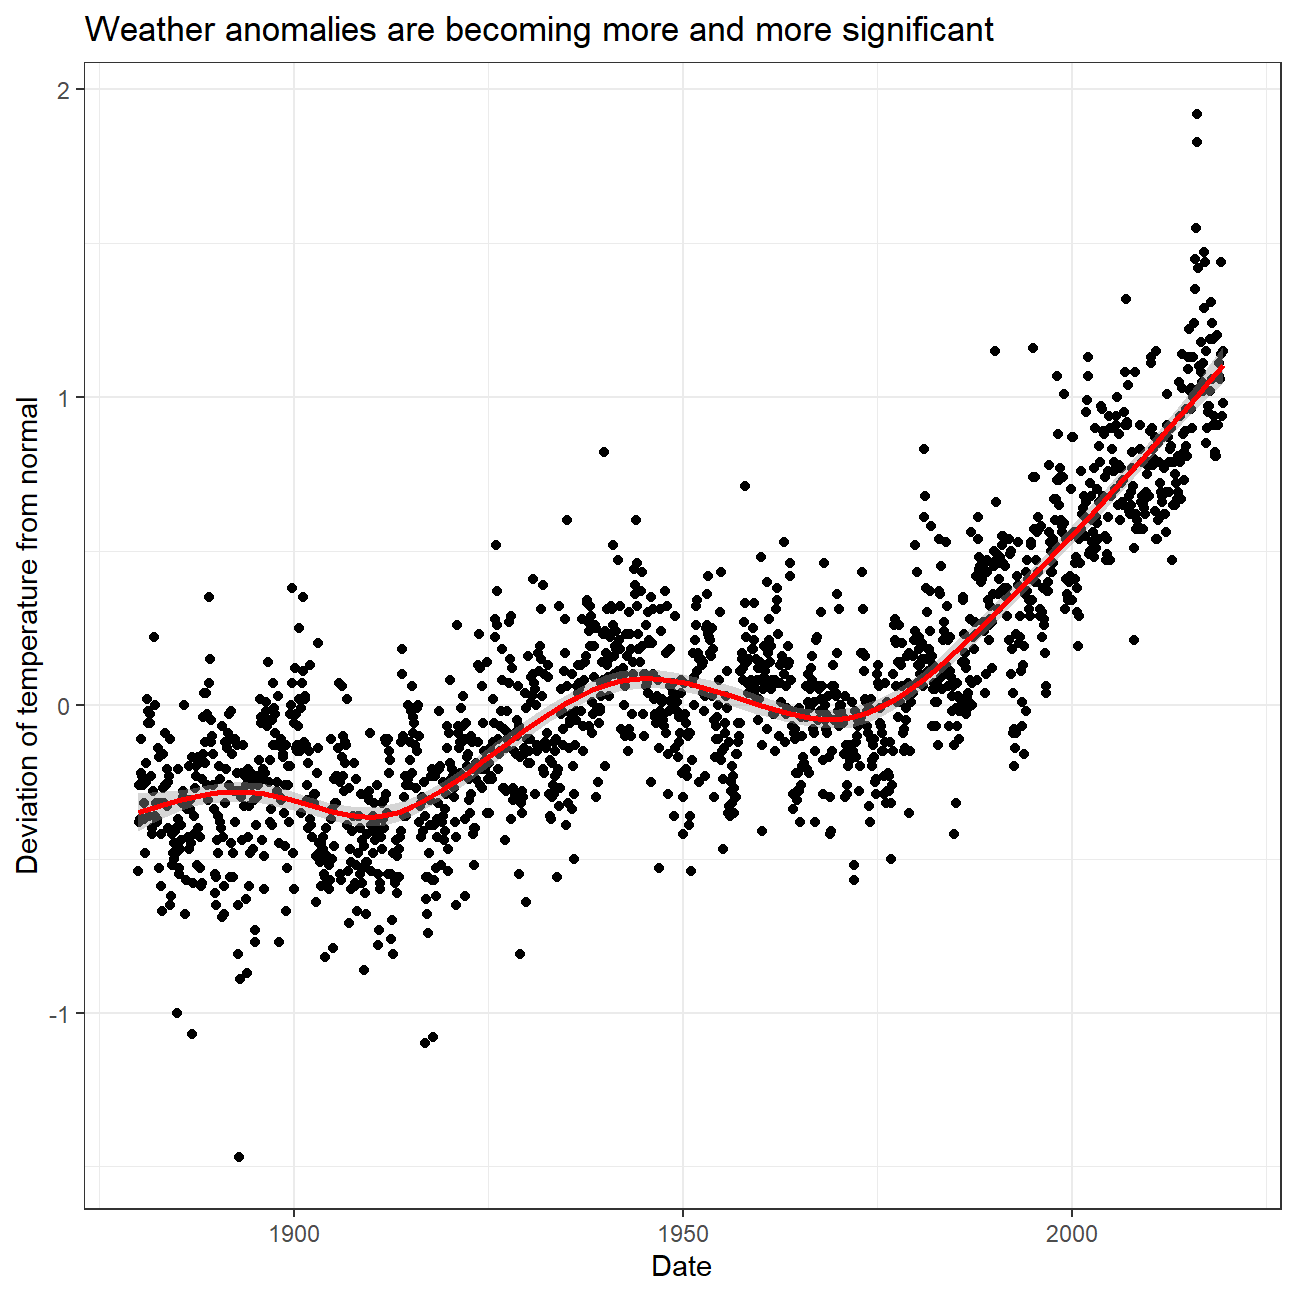 Weather anomalies are becoming more and more significant
Deviation of temperature from normal
2
1
0
-1
1900
1950
2000
Date